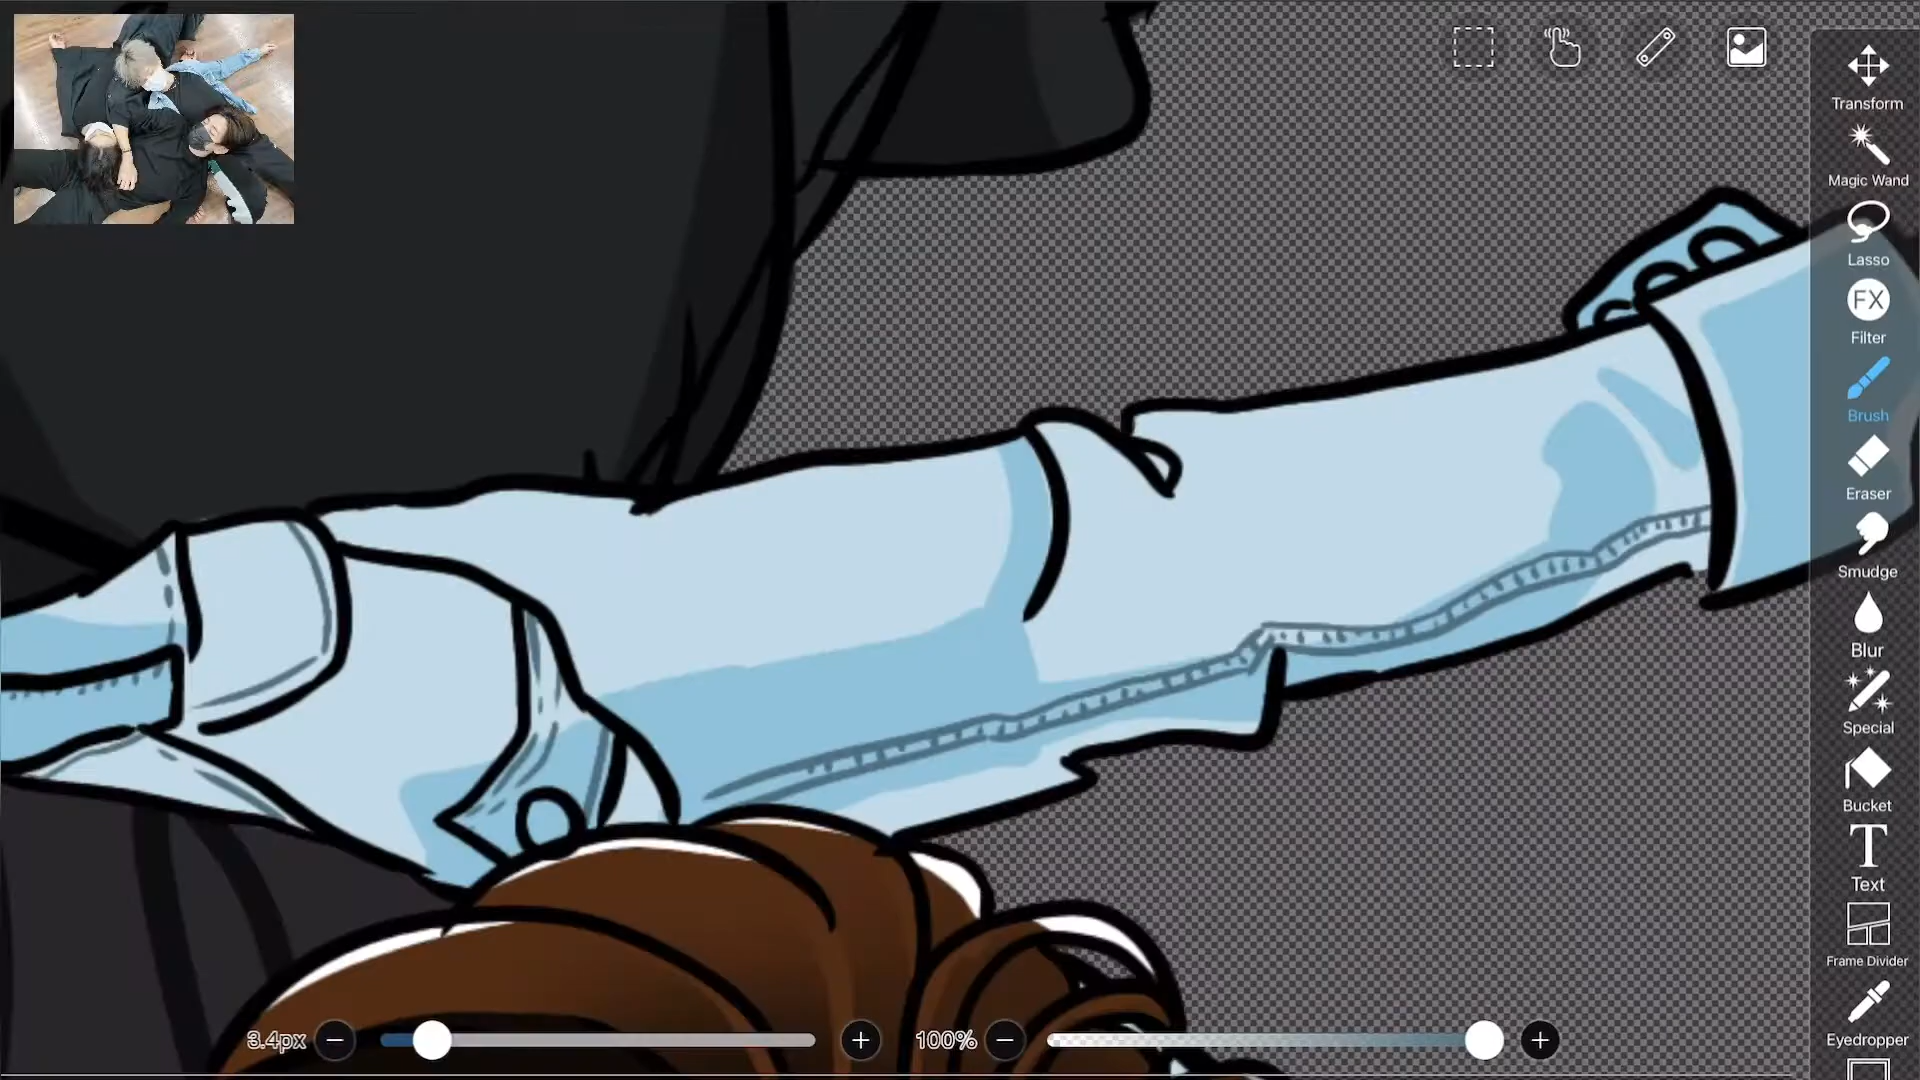 Transform
Magic Wand
Lasso
FX
Filter
Brush
Eraser
Smudge
Blur
Special
Bucket
T
Text
Frame Divider
Eyedropper
3.4px
100%